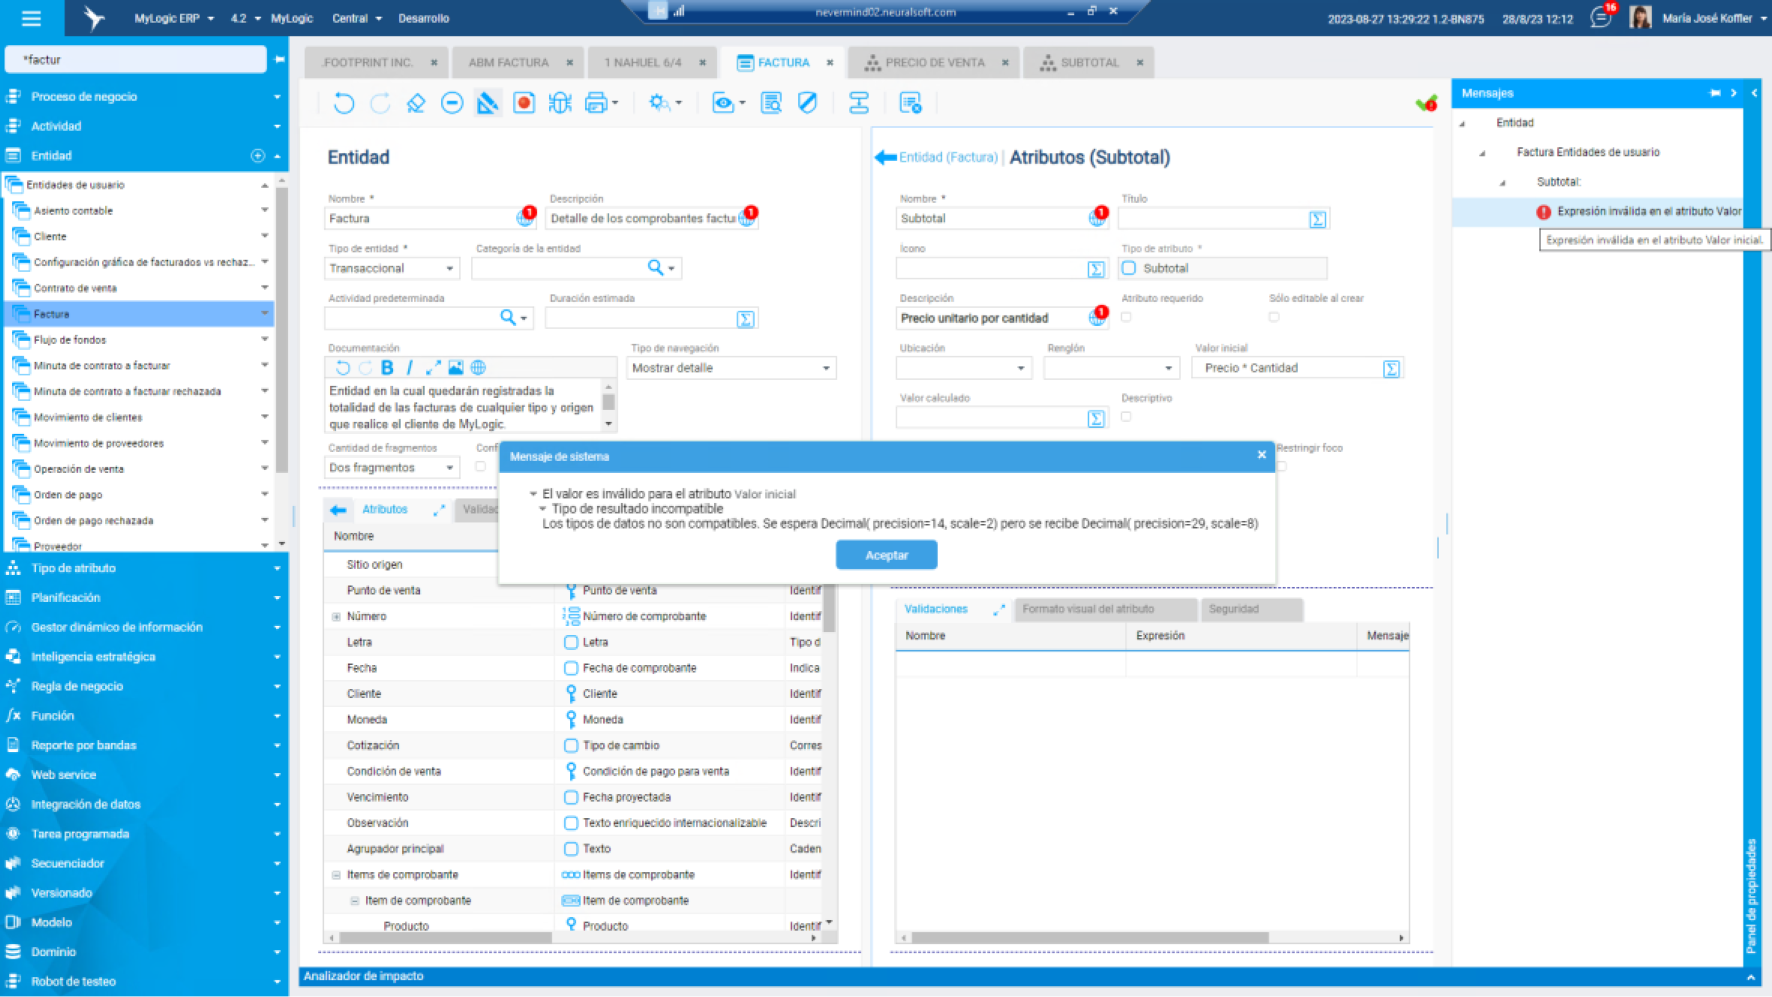 MyLogic ERP
4.2
MyLogic
Central
Desarrollo
nevermind02.neuralsoft.com
2023-08-27 13:29:22 1.2-BN875
28/8/23 12:12
16
María José Koffler
*factur
.FOOTPRINT INC.
ABM FACTURA
1 NAHUEL 6/4
FACTURA
PRECIO DE VENTA
SUBTOTAL
Proceso de negocio
Actividad
Entidad
Entidades de usuario
Asiento contable
Cliente
Configuración gráfica de facturados vs rechaz...
Contrato de venta
Factura
Flujo de fondos
Minuta de contrato a facturar
Minuta de contrato a facturar rechazada
Movimiento de clientes
Movimiento de proveedores
Operación de venta
Orden de pago
Orden de pago rechazada
Proveedor
Tipo de atributo
Planificación
Gestor dinámico de información
Inteligencia estratégica
Regla de negocio
Función
Reporte por bandas
Web service
Integración de datos
Tarea programada
Secuenciador
Versionado
Modelo
Dominio
Robot de testeo
Entidad
Nombre *
Descripción
Factura
1
Detalle de los comprobantes factu
1
Tipo de entidad *
Categoría de la entidad
Transaccional
Actividad predeterminada
Duración estimada
Documentación
Tipo de navegación
B I
Mostrar detalle
Entidad en la cual quedarán registradas la
totalidad de las facturas de cualquier tipo y origen
que realice el cliente de MyLogic.
Cantidad de fragmentos
Conf
Dos fragmentos
Atributos
Validac
Nombre
Sitio origen
Punto de venta
Punto de venta
Identif
Número
Número de comprobante
Identif
Letra
Letra
Tipo d
Fecha
Fecha de comprobante
Indica
Cliente
Cliente
Identif
Moneda
Moneda
Identif
Cotización
Tipo de cambio
Corres
Condición de venta
Condición de pago para venta
Identif
Vencimiento
Fecha proyectada
Identif
Observación
Texto enriquecido internacionalizable
Descri
Agrupador principal
Texto
Caden
Items de comprobante
Items de comprobante
Identif
Item de comprobante
Item de comprobante
Producto
Producto
Identif
Entidad (Factura) | Atributos (Subtotal)
Nombre *
Título
Subtotal
1
Icono
Tipo de atributo *
Subtotal
Descripción
Atributo requerido
Sólo editable al crear
Precio unitario por cantidad
1
Ubicación
Renglón
Valor inicial
Precio * Cantidad
Valor calculado
Descriptivo
Restringir foco
Mensaje de sistema
El valor es inválido para el atributo Valor inicial
Tipo de resultado incompatible
Los tipos de datos no son compatibles. Se espera Decimal( precision=14, scale=2) pero se recibe Decimal( precision=29, scale=8)
Aceptar
Validaciones
Formato visual del atributo
Seguridad
Nombre
Expresión
Mensaje
Mensajes
Entidad
Factura Entidades de usuario
Subtotal:
Expresión inválida en el atributo Valor
Expresión inválida en el atributo Valor inicial.
Panel de propiedades
Analizador de impacto